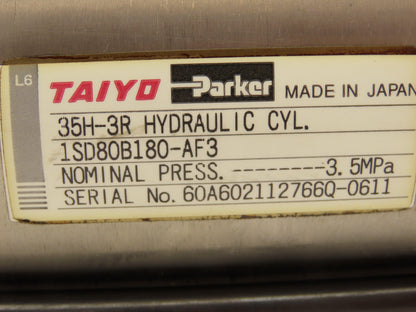 L6
TAIYO Parker MADE IN JAPAN
35H-3R HYDRAULIC CYL.
1SD80B180-AF3
NOMINAL PRESS. --------3.5MPa
SERIAL No. 60A602112766Q-0611